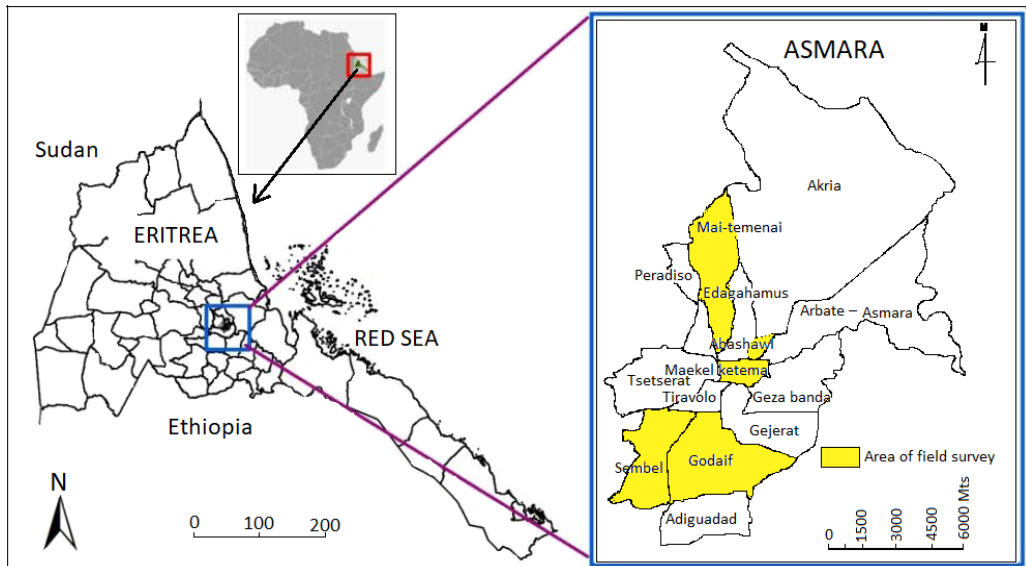 Sudan
ERITREA
RED SEA
Ethiopia
N
0 100 200
ASMARA
N
Akria
Mai-temenai
Peradiso
Edagahamus
Arbate – Asmara
Abashawl
Maekel ketema
Tsetserat
Tiravolo
Geza banda
Gejerat
Sembel
Godaif
Area of field survey
Adiguadad
0 1500 3000 4500 6000 Mts